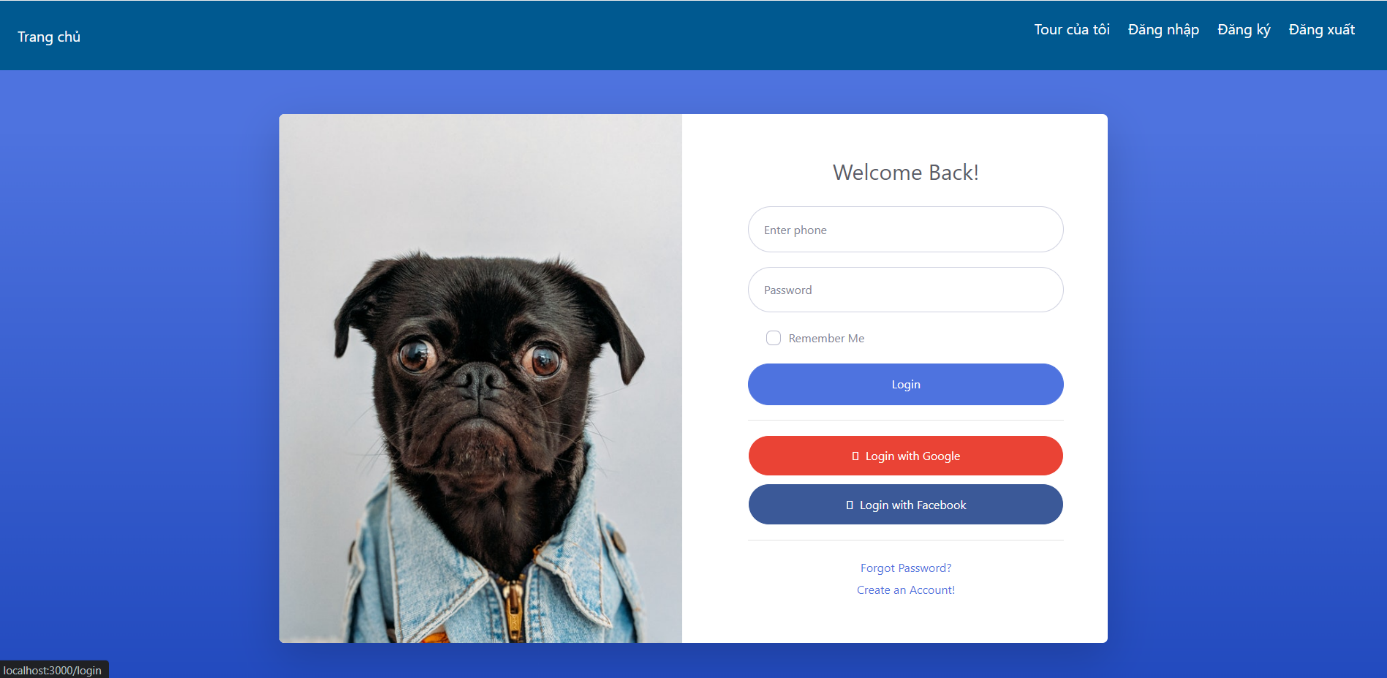 Trang chủ
Tour của tôi Đăng nhập Đăng ký Đăng xuất
Welcome Back!
Enter phone
Password
Remember Me
Login
Login with Google
Login with Facebook
Forgot Password?
Create an Account!
localhost:3000/login